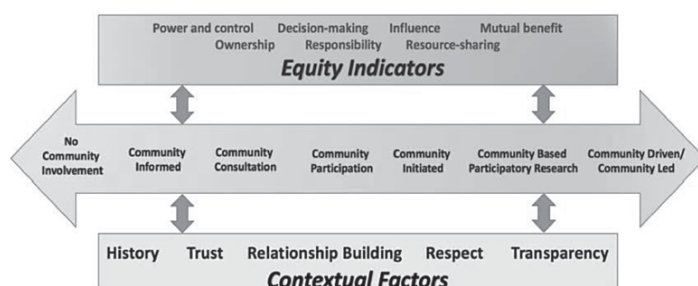 Power and control Decision-making Influence Mutual benefit
Ownership Responsibility Resource-sharing
Equity Indicators
No Community Involvement
Community Informed
Community Consultation
Community Participation
Community Initiated
Community Based Participatory Research
Community Driven/ Community Led
History Trust Relationship Building Respect Transparency
Contextual Factors